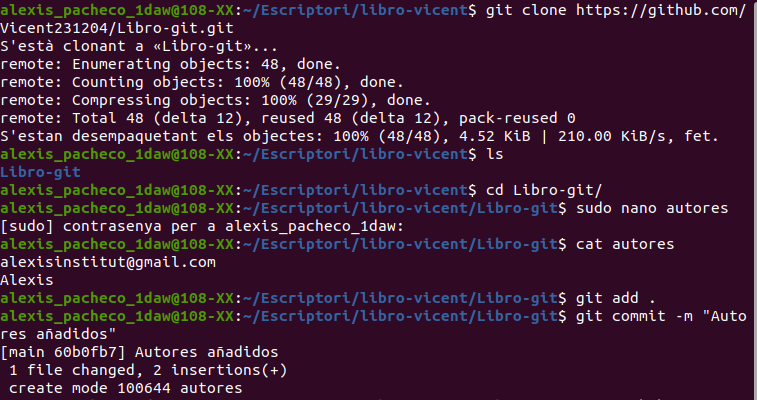 alexis_pacheco_1daw@108-XX:~/Escriptori/libro-vicent$ git clone https://github.com/
Vicent231204/Libro-git.git
S'està clonant a «Libro-git»...
remote: Enumerating objects: 48, done.
remote: Counting objects: 100% (48/48), done.
remote: Compressing objects: 100% (29/29), done.
remote: Total 48 (delta 12), reused 48 (delta 12), pack-reused 0
S'estan desempaquetant els objectes: 100% (48/48), 4.52 KiB | 210.00 KiB/s, fet.
alexis_pacheco_1daw@108-XX:~/Escriptori/libro-vicent$ ls
Libro-git
alexis_pacheco_1daw@108-XX:~/Escriptori/libro-vicent$ cd Libro-git/
alexis_pacheco_1daw@108-XX:~/Escriptori/libro-vicent/Libro-git$ sudo nano autores
[sudo] contrasenya per a alexis_pacheco_1daw:
alexis_pacheco_1daw@108-XX:~/Escriptori/libro-vicent/Libro-git$ cat autores
alexisinstitut@gmail.com
Alexis
alexis_pacheco_1daw@108-XX:~/Escriptori/libro-vicent/Libro-git$ git add .
alexis_pacheco_1daw@108-XX:~/Escriptori/libro-vicent/Libro-git$ git commit -m "Auto
res añadidos"
[main 60b0fb7] Autores añadidos
 1 file changed, 2 insertions(+)
 create mode 100644 autores